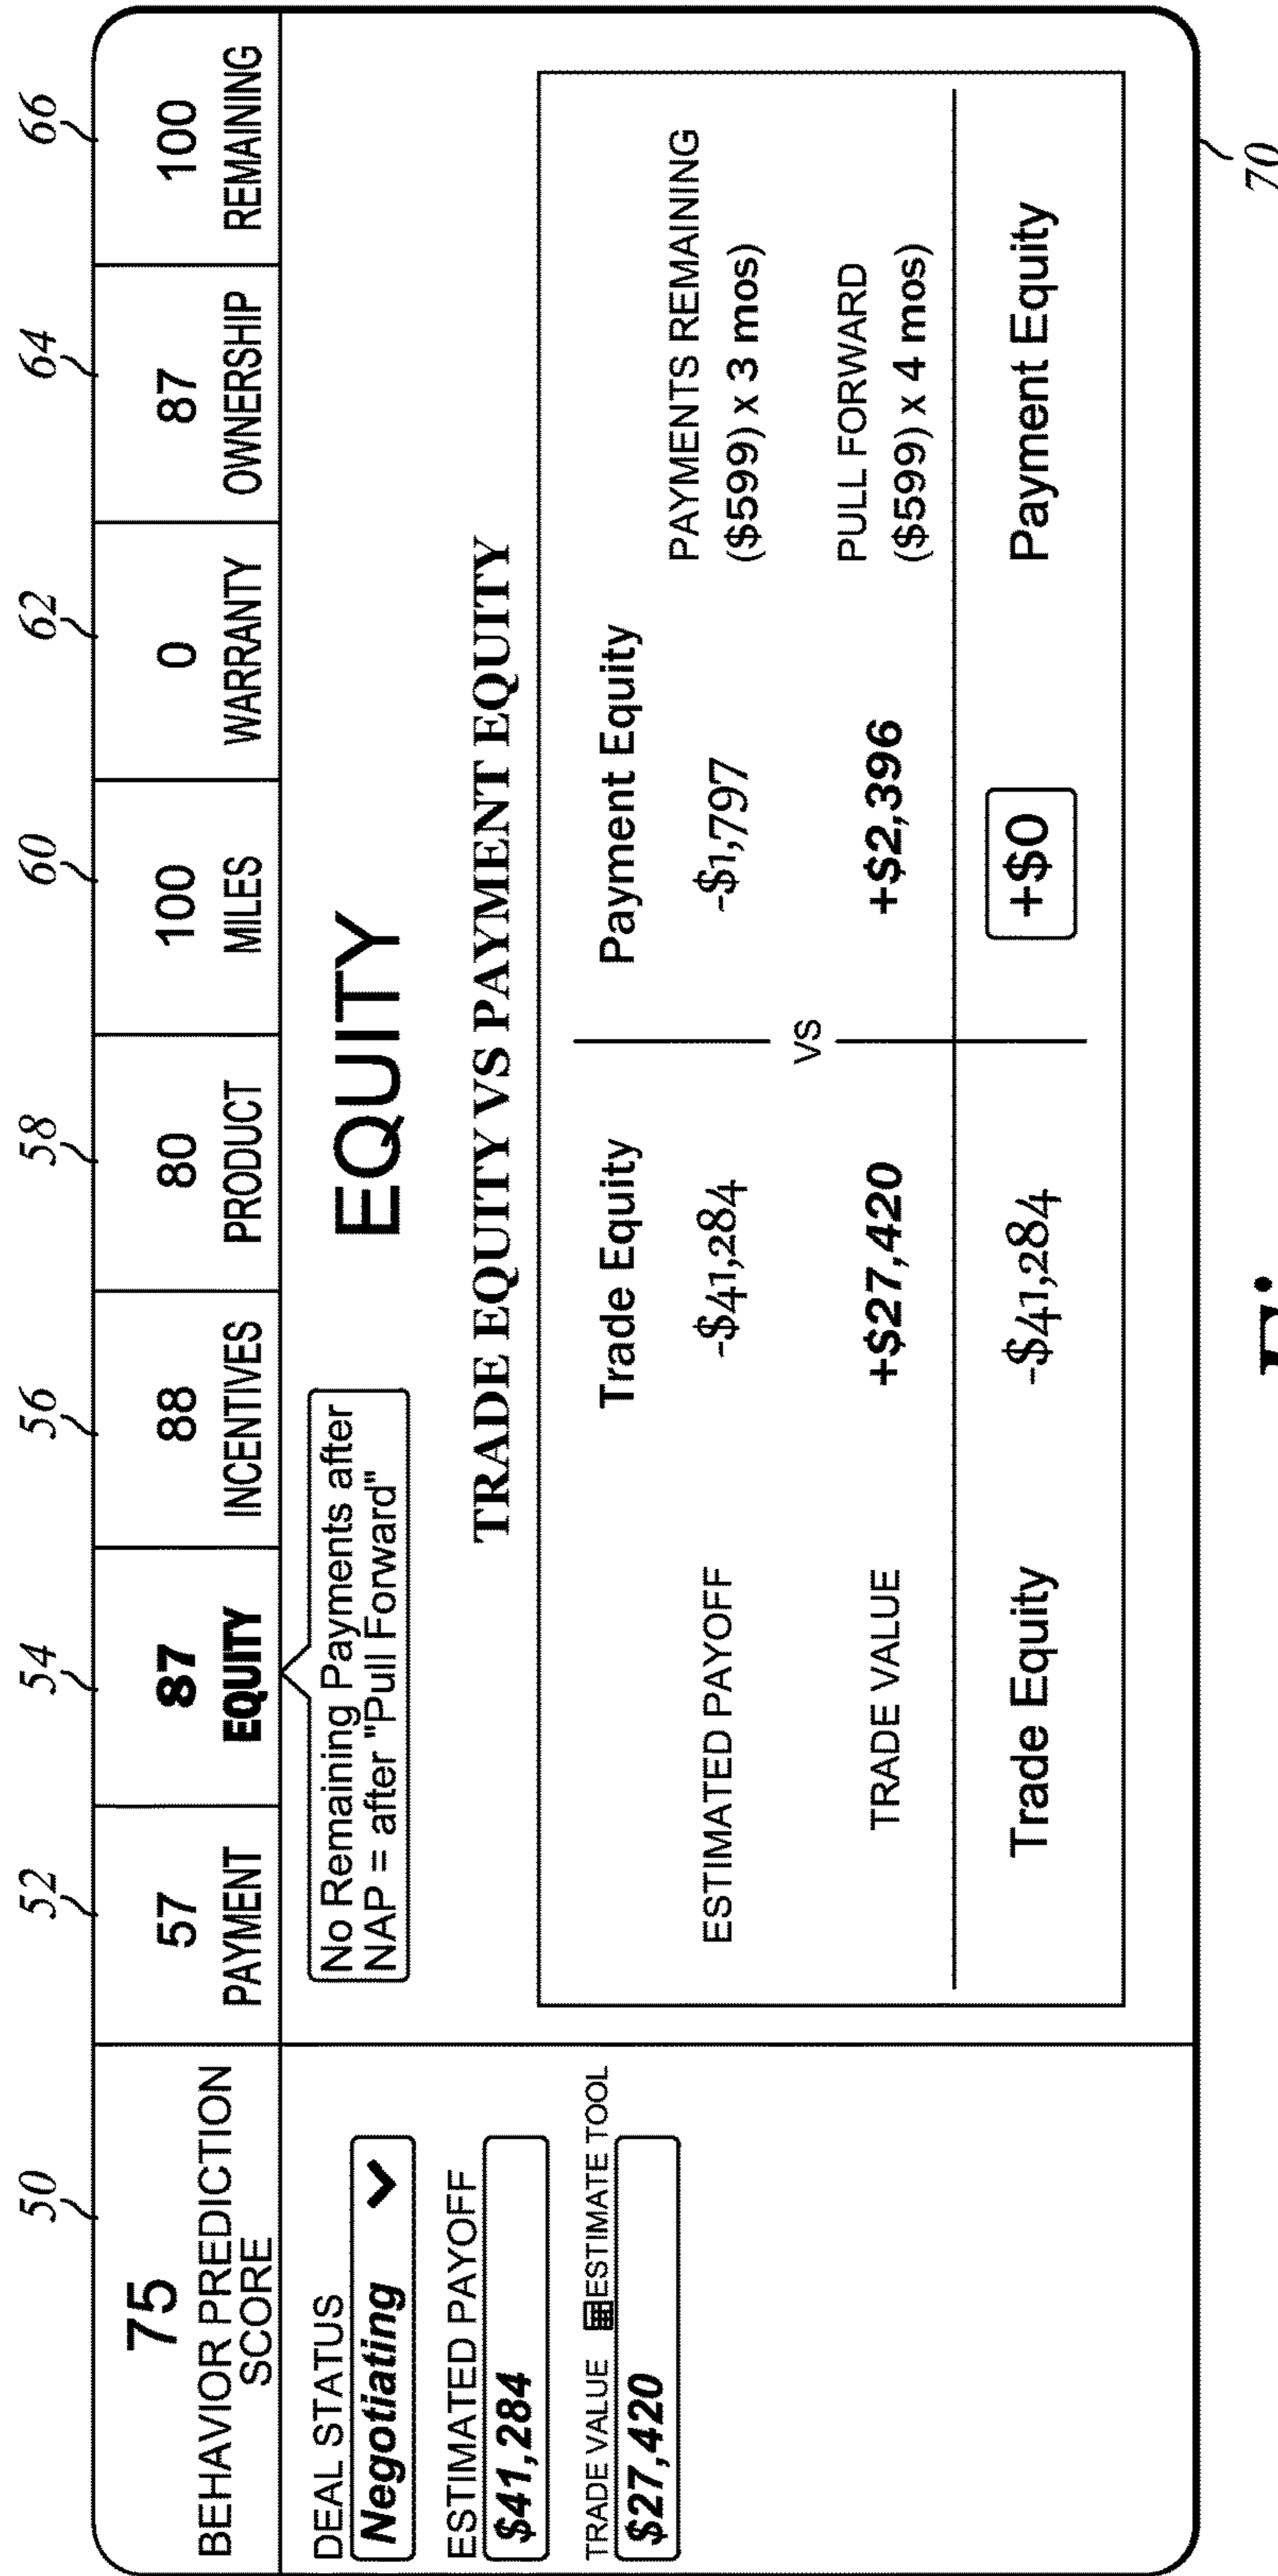 50
52
54
56
58
60
62
64
66
75
BEHAVIOR PREDICTION
SCORE
57
PAYMENT
87
EQUITY
88
INCENTIVES
80
PRODUCT
100
MILES
0
WARRANTY
87
OWNERSHIP
100
REMAINING
DEAL STATUS
Negotiating
ESTIMATED PAYOFF
$41,284
TRADE VALUE ESTIMATE TOOL
$27,420
No Remaining Payments after
NAP = after "Pull Forward"
EQUITY
TRADE EQUITY VS PAYMENT EQUITY
Trade Equity Payment Equity
ESTIMATED PAYOFF -$41,284 -$1,797 PAYMENTS REMAINING
($599) x 3 mos)
VS
TRADE VALUE +$27,420 +$2,396 PULL FORWARD
($599) x 4 mos)
Trade Equity -$41,284 +$0 Payment Equity
70